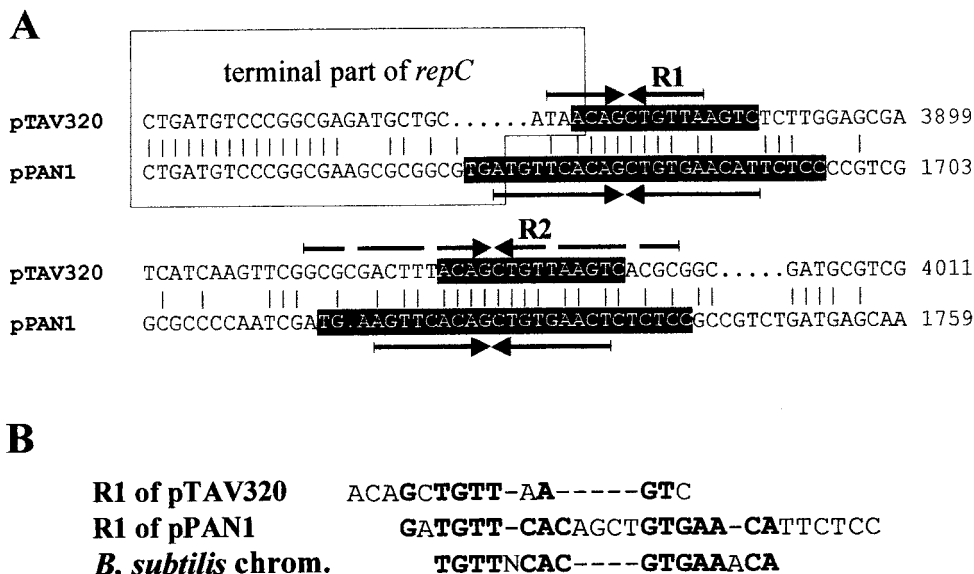 A
terminal part of repC
R1
pTAV320 CTGATGTCCCGGCGAGATGCTGC......ATAACAGCTGTTAAGTCTCTTGGAGCGA 3899
pPAN1 CTGATGTCCCGGCGAAGCGCGGCGTGATGTTCACAGCTGTGAACATTCTCCCCGTCG 1703
R2
pTAV320 TCATCAAGTTCGGCGCGACTTTACAGCTGTTAAGTCACGCGGC.....GATGCGTCG 4011
pPAN1 GCGCCCCAATCGATG.AAGTTCACAGCTGTGAACTCTCTCCGCCGTCTGATGAGCAA 1759
B
R1 of pTAV320 ACAGCTGTT-AA-----GTC
R1 of pPAN1 GATGTT-CACAGCTGTGAA-CATTCTCC
B. subtilis chrom. TGTTNCAC----GTGAAACA